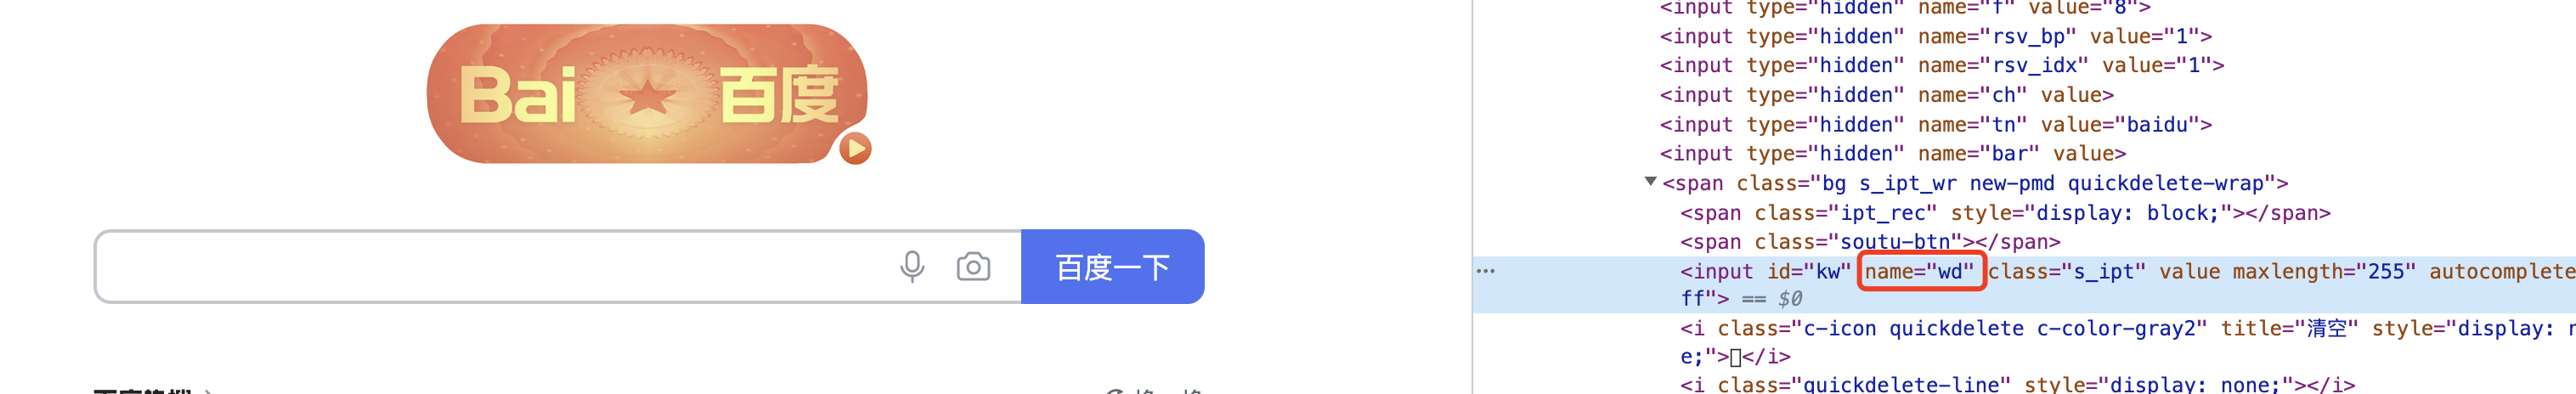 Bai 百度
百度一下
<input type="hidden" name="f" value="8">
<input type="hidden" name="rsv_bp" value="1">
<input type="hidden" name="rsv_idx" value="1">
<input type="hidden" name="ch" value>
<input type="hidden" name="tn" value="baidu">
<input type="hidden" name="bar" value>
<span class="bg s_ipt_wr new-pmd quickdelete-wrap">
<span class="ipt_rec" style="display: block;"></span>
<span class="soutu-btn"></span>
<input id="kw" name="wd" class="s_ipt" value maxlength="255" autocomplete
ff"> == $0
<i class="c-icon quickdelete c-color-gray2" title="清空" style="display: n
e;"></i>
<i class="quickdelete-line" style="display: none;"></i>